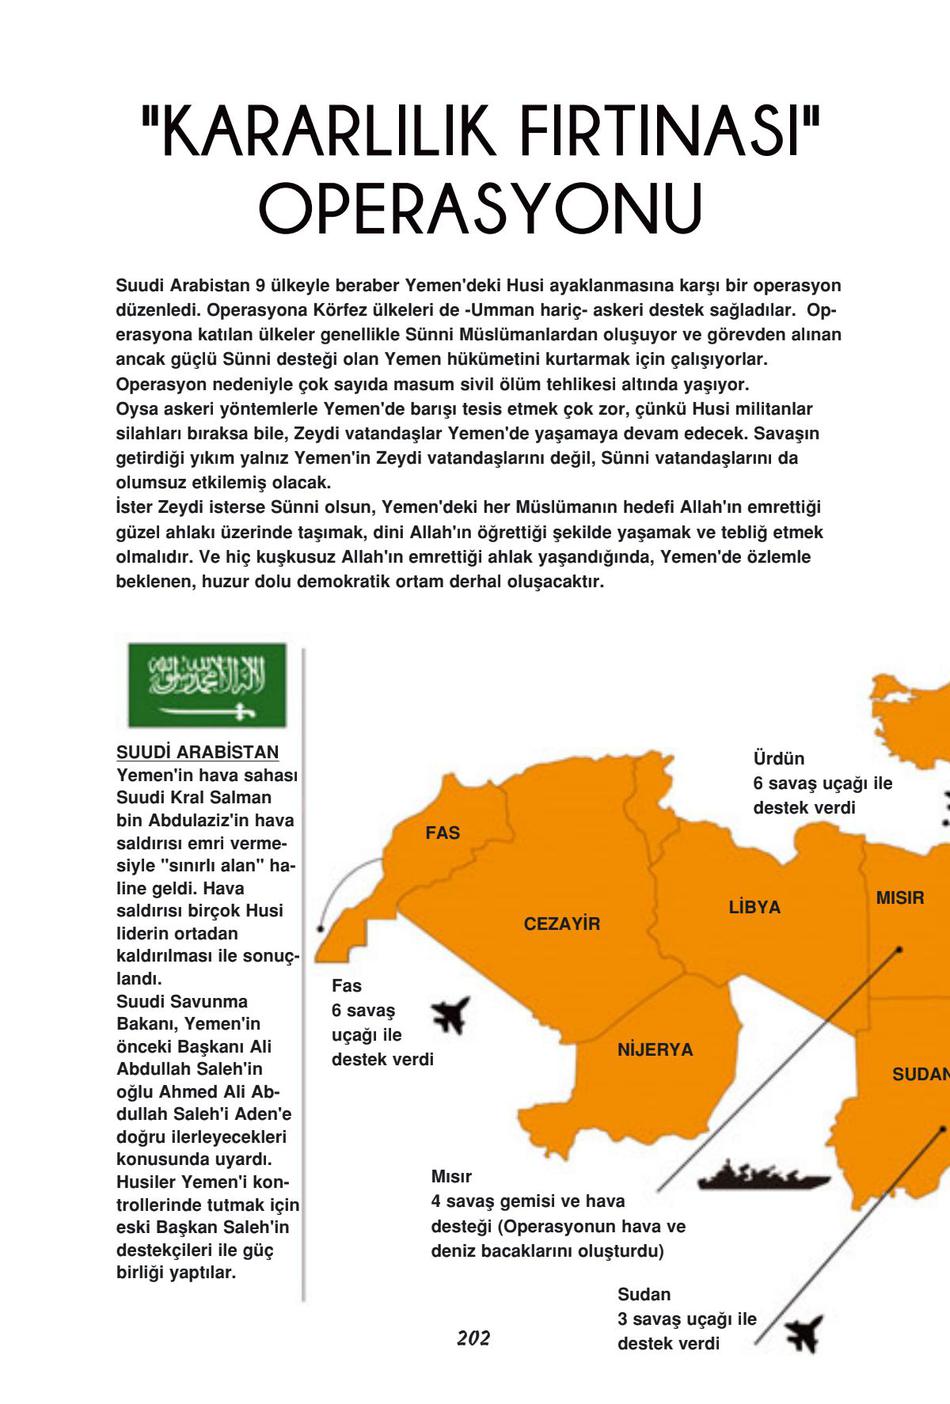 "KARARLILIK FIRTINASI"
OPERASYONU
Suudi Arabistan 9 ülkeyle beraber Yemen'deki Husi ayaklanmasına karşı bir operasyon
düzenledi. Operasyona Körfez ülkeleri de -Umman hariç- askeri destek sağladılar.  Op-
erasyona katılan ülkeler genellikle Sünni Müslümanlardan oluşuyor ve görevden alınan
ancak güçlü Sünni desteği olan Yemen hükümetini kurtarmak için çalışıyorlar.
Operasyon nedeniyle çok sayıda masum sivil ölüm tehlikesi altında yaşıyor.
Oysa askeri yöntemlerle Yemen'de barışı tesis etmek çok zor, çünkü Husi militanlar
silahları bıraksa bile, Zeydi vatandaşlar Yemen'de yaşamaya devam edecek. Savaşın
getirdiği yıkım yalnız Yemen'in Zeydi vatandaşlarını değil, Sünni vatandaşlarını da
olumsuz etkilemiş olacak.
İster Zeydi isterse Sünni olsun, Yemen'deki her Müslümanın hedefi Allah'ın emrettiği
güzel ahlakı üzerinde taşımak, dini Allah'ın öğrettiği şekilde yaşamak ve tebliğ etmek
olmalıdır. Ve hiç kuşkusuz Allah'ın emrettiği ahlak yaşandığında, Yemen'de özlemle
beklenen, huzur dolu demokratik ortam derhal oluşacaktır.
SUUDİ ARABİSTAN
Yemen'in hava sahası
Suudi Kral Salman
bin Abdulaziz'in hava
saldırısı emri verme-
siyle "sınırlı alan" ha-
line geldi. Hava
saldırısı birçok Husi
liderin ortadan
kaldırılması ile sonuç-
landı.
Suudi Savunma
Bakanı, Yemen'in
önceki Başkanı Ali
Abdullah Saleh'in
oğlu Ahmed Ali Ab-
dullah Saleh'i Aden'e
doğru ilerleyecekleri
konusunda uyardı.
Husiler Yemen'i kon-
trollerinde tutmak için
eski Başkan Saleh'in
destekçileri ile güç
birliği yaptılar.
Ürdün
6 savaş uçağı ile
destek verdi
FAS
CEZAYİR
LİBYA
MISIR
NİJERYA
SUDAN
Fas
6 savaş
uçağı ile
destek verdi
Mısır
4 savaş gemisi ve hava
desteği (Operasyonun hava ve
deniz bacaklarını oluşturdu)
Sudan
3 savaş uçağı ile
destek verdi
202